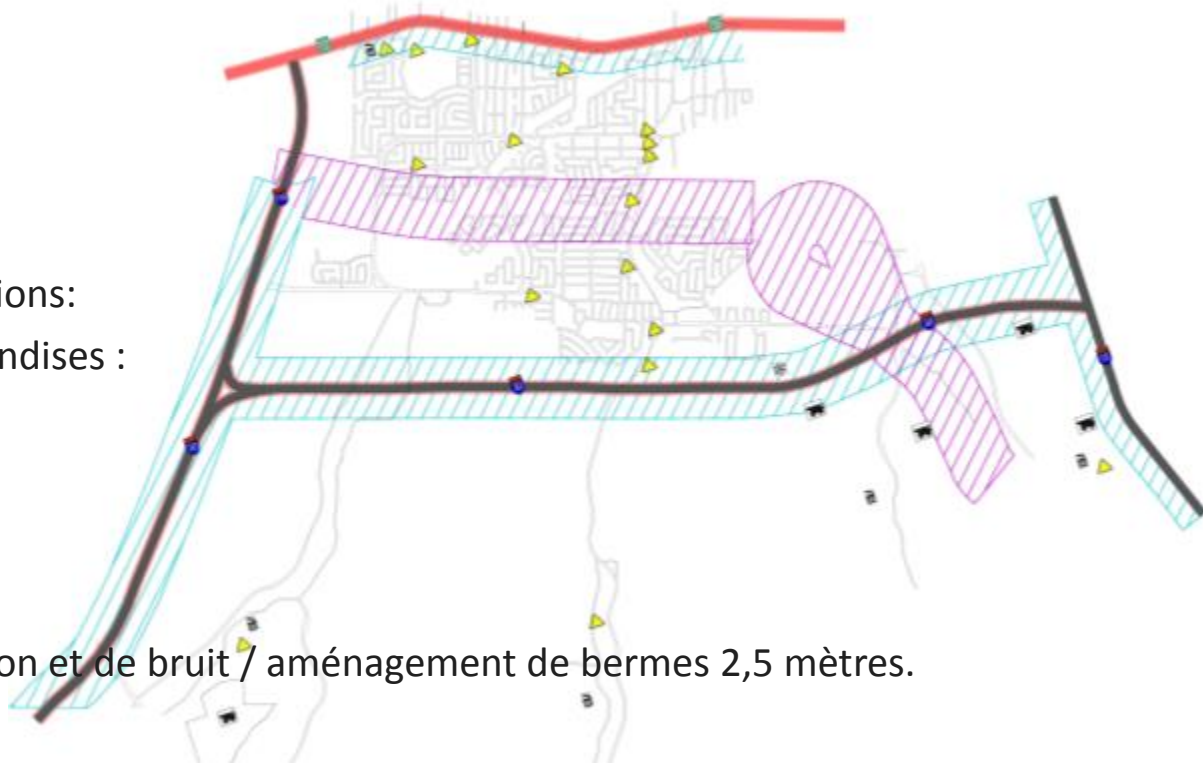 ions:
ndises :
on et de bruit / aménagement de bermes 2,5 mètres.